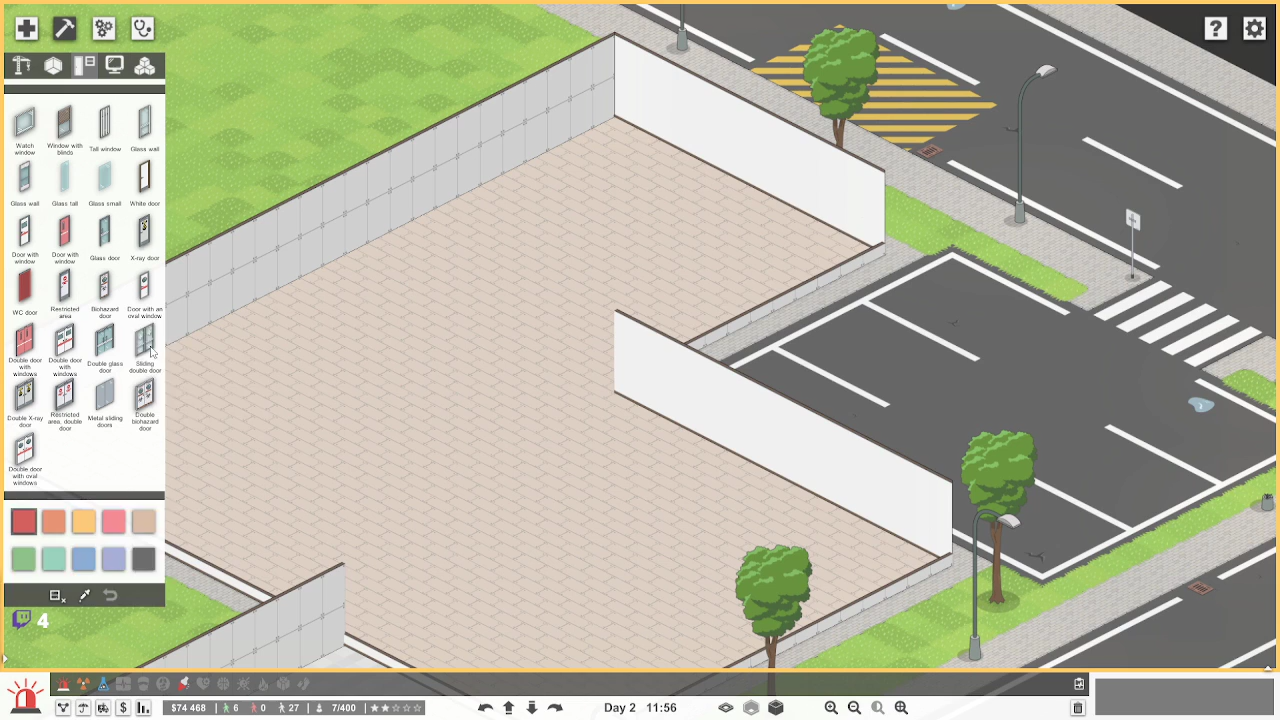 ?
Watch window
Window with blinds
Tall window
Glass wall
Glass wall
Glass tall
Glass small
White door
Door with window
Door with window
Glass door
X-ray door
WC door
Restricted area
Biohazard door
Door with an oval window
Double door with windows
Double door with windows
Double glass door
Sliding double door
Double X-ray door
Restricted area, double door
Metal sliding doors
Double biohazard door
Double door with oval windows
4
$74 468
6
0
27
7/400
Day 2 11:56